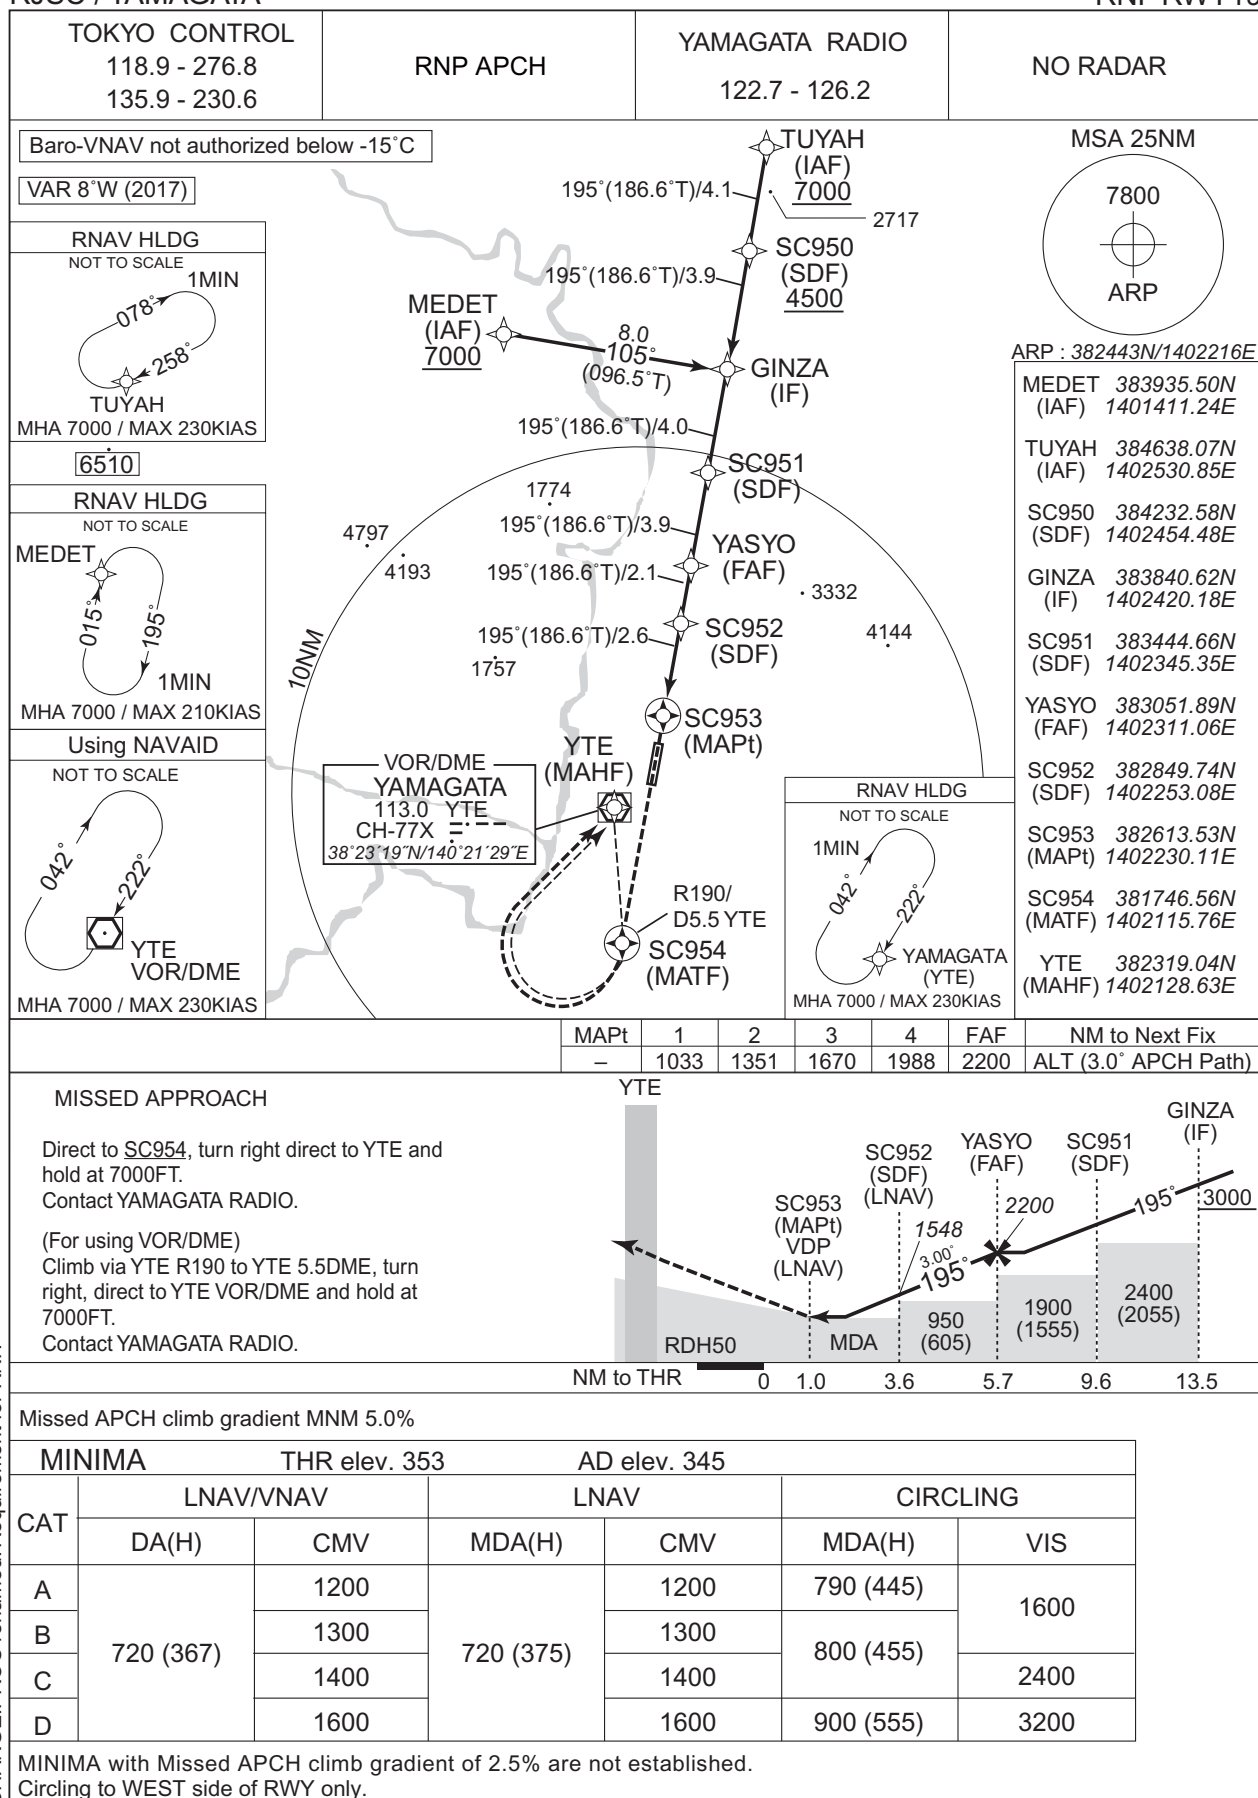 RJSC / YAMAGATA
TOKYO CONTROL
118.9 - 276.8
135.9 - 230.6
RNP APCH
YAMAGATA RADIO
122.7 - 126.2
NO RADAR
Baro-VNAV not authorized below -15˚C
VAR 8˚W (2017)
RNAV HLDG
NOT TO SCALE
1MIN
078˚
258˚
TUYAH
MHA 7000 / MAX 230KIAS
6510
RNAV HLDG
NOT TO SCALE
MEDET
015˚
195˚
1MIN
MHA 7000 / MAX 210KIAS
Using NAVAID
NOT TO SCALE
042˚
222˚
YTE
VOR/DME
MHA 7000 / MAX 230KIAS
TUYAH
(IAF)
7000
195˚(186.6˚T)/4.1
2717
SC950
(SDF)
4500
195˚(186.6˚T)/3.9
MEDET
(IAF)
7000
8.0
105˚
(096.5˚T)
GINZA
(IF)
195˚(186.6˚T)/4.0
SC951
(SDF)
1774
195˚(186.6˚T)/3.9
4797
4193
YASYO
(FAF)
195˚(186.6˚T)/2.1
3332
SC952
(SDF)
4144
195˚(186.6˚T)/2.6
1757
10NM
SC953
(MAPt)
YTE
(MAHF)
VOR/DME
YAMAGATA
113.0 YTE
CH-77X
38˚23´19˝N/140˚21´29˝E
R190/
D5.5 YTE
SC954
(MATF)
RNAV HLDG
NOT TO SCALE
1MIN
042˚
222˚
YAMAGATA
(YTE)
MHA 7000 / MAX 230KIAS
MSA 25NM
7800
ARP
ARP : 382443N/1402216E
MEDET 383935.50N
(IAF) 1401411.24E
TUYAH 384638.07N
(IAF) 1402530.85E
SC950 384232.58N
(SDF) 1402454.48E
GINZA 383840.62N
(IF) 1402420.18E
SC951 383444.66N
(SDF) 1402345.35E
YASYO 383051.89N
(FAF) 1402311.06E
SC952 382849.74N
(SDF) 1402253.08E
SC953 382613.53N
(MAPt) 1402230.11E
SC954 381746.56N
(MATF) 1402115.76E
YTE 382319.04N
(MAHF) 1402128.63E
MAPt 1 2 3 4 FAF NM to Next Fix
– 1033 1351 1670 1988 2200 ALT (3.0˚ APCH Path)
MISSED APPROACH
Direct to SC954, turn right direct to YTE and
hold at 7000FT.
Contact YAMAGATA RADIO.
(For using VOR/DME)
Climb via YTE R190 to YTE 5.5DME, turn
right, direct to YTE VOR/DME and hold at
7000FT.
Contact YAMAGATA RADIO.
YTE
SC953
(MAPt)
VDP
(LNAV)
SC952
(SDF)
(LNAV)
YASYO
(FAF)
SC951
(SDF)
GINZA
(IF)
1548
2200
3.00˚
195˚
195˚
3000
RDH50
MDA
950
(605)
1900
(1555)
2400
(2055)
NM to THR 0 1.0 3.6 5.7 9.6 13.5
Missed APCH climb gradient MNM 5.0%
MINIMA THR elev. 353 AD elev. 345
CAT LNAV/VNAV LNAV CIRCLING
DA(H) CMV MDA(H) CMV MDA(H) VIS
A 720 (367) 1200 720 (375) 1200 790 (445) 1600
B 1300 1300 800 (455)
C 1400 1400 2400
D 1600 1600 900 (555) 3200
MINIMA with Missed APCH climb gradient of 2.5% are not established.
Circling to WEST side of RWY only.